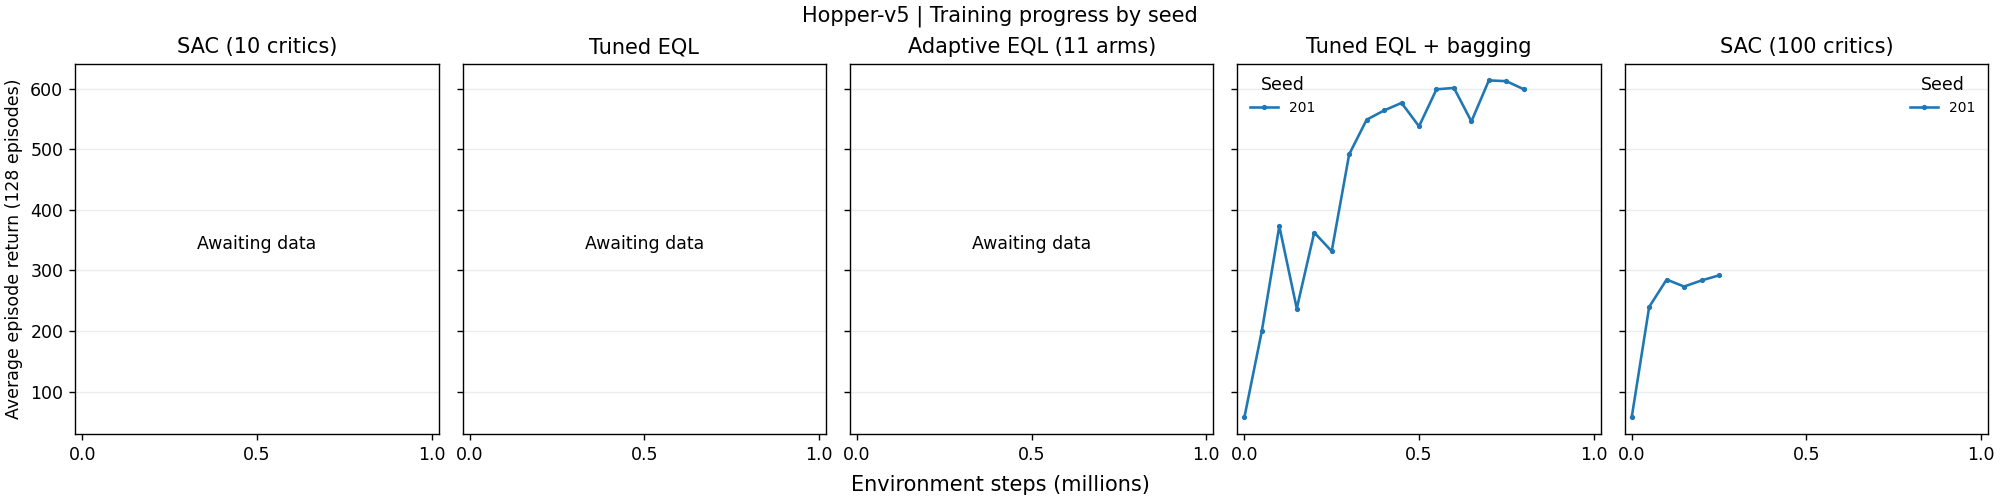 Hopper-v5 | Training progress by seed
SAC (10 critics)
Tuned EQL
Adaptive EQL (11 arms)
Tuned EQL + bagging
SAC (100 critics)
Average episode return (128 episodes)
600
500
400
300
200
100
Awaiting data
Awaiting data
Awaiting data
Seed
201
Seed
201
0.0 0.5 1.0
0.0 0.5 1.0
0.0 0.5 1.0
0.0 0.5 1.0
0.0 0.5 1.0
Environment steps (millions)